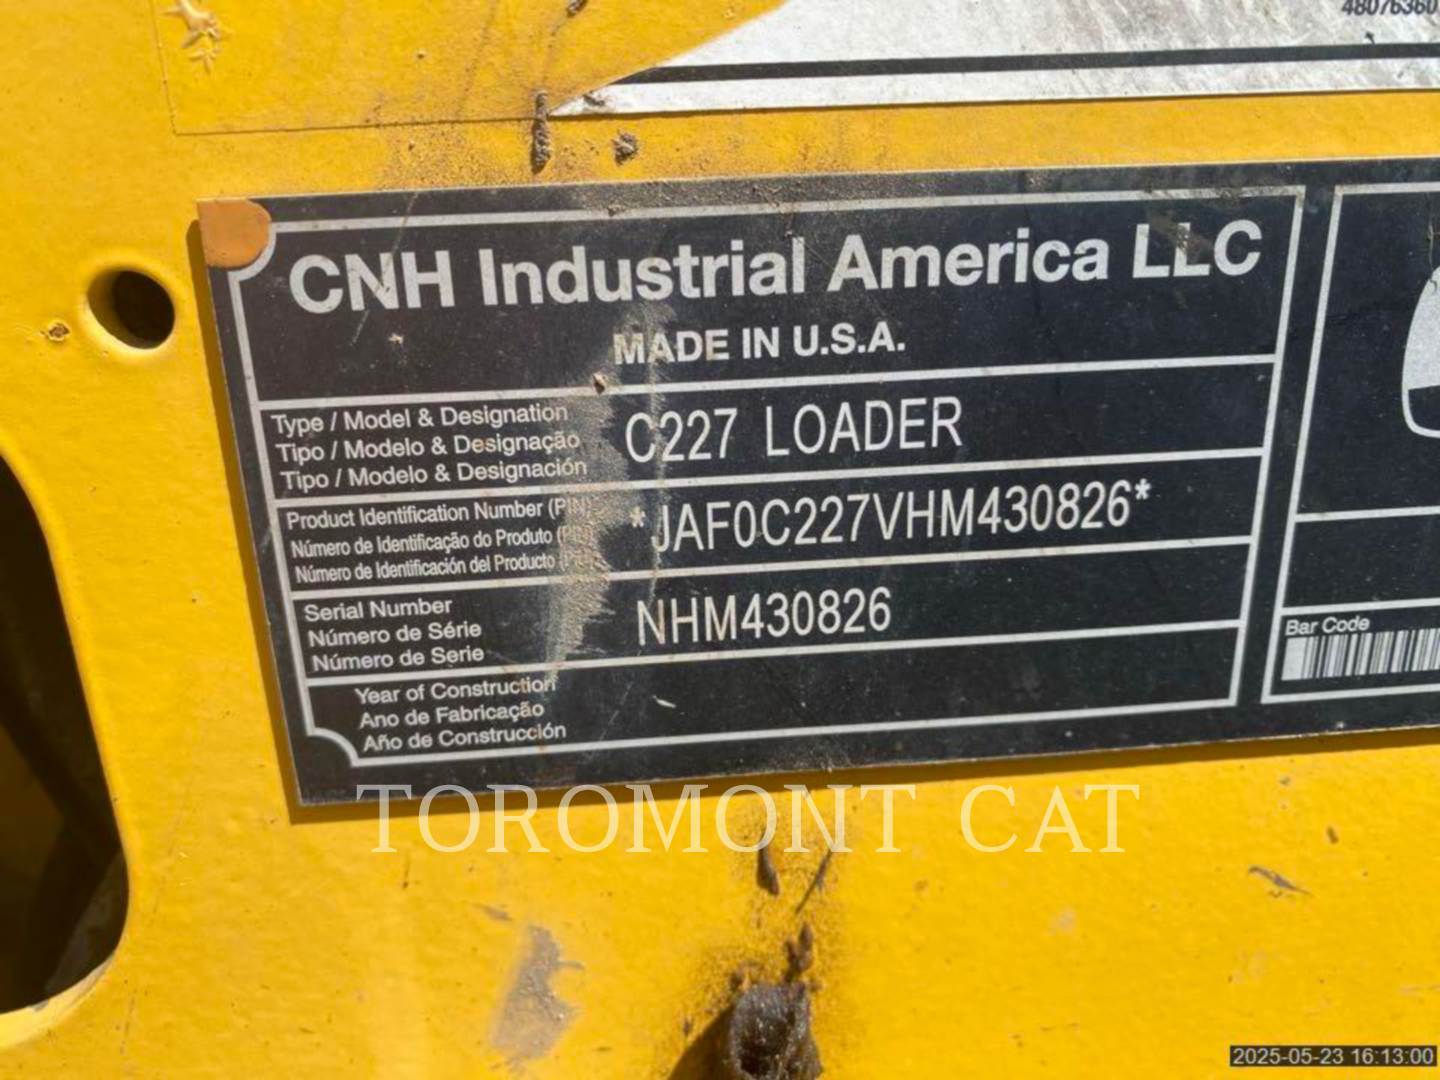 48076360
CNH Industrial America LLC
MADE IN U.S.A.
Type / Model & Designation
Tipo / Modelo & Designação
Tipo / Modelo & Designación
C227 LOADER
Product Identification Number (PIN)
Número de Identificação do Produto
Número de Identificación del Producto
*JAF0C227VHM430826*
Serial Number
Número de Série
Número de Serie
NHM430826
Year of Construction
Ano de Fabricação
Año de Construcción
Bar Code
TOROMONT CAT
2025-05-23 16:13:00